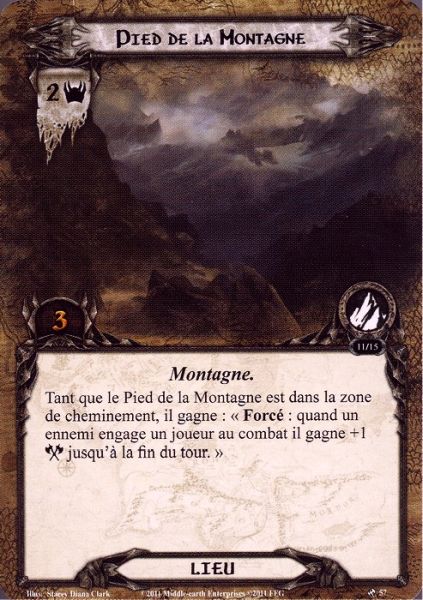 Pied de la Montagne
2
3
11/15
Montagne.
Tant que le Pied de la Montagne est dans la zone
de cheminement, il gagne : « Forcé : quand un
ennemi engage un joueur au combat il gagne +1
jusqu'à la fin du tour. »
LIEU
Illus. Stacey Diana Clark ©2011 Middle-earth Enterprises ©2011 FFG 57